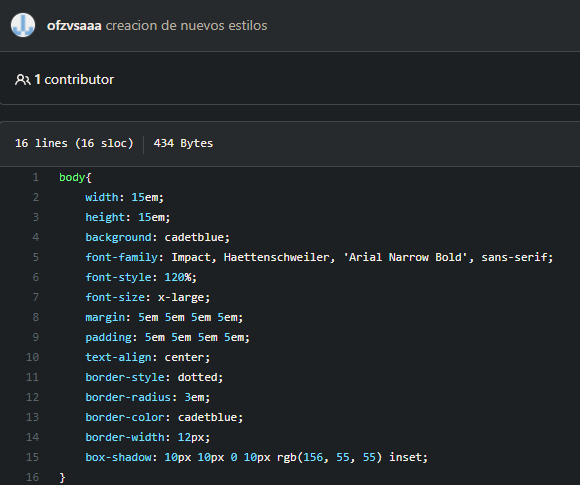 ofzvsaaa creacion de nuevos estilos
1 contributor
16 lines (16 sloc) 434 Bytes
1 body{
2 width: 15em;
3 height: 15em;
4 background: cadetblue;
5 font-family: Impact, Haettenschweiler, 'Arial Narrow Bold', sans-serif;
6 font-style: 120%;
7 font-size: x-large;
8 margin: 5em 5em 5em 5em;
9 padding: 5em 5em 5em 5em;
10 text-align: center;
11 border-style: dotted;
12 border-radius: 3em;
13 border-color: cadetblue;
14 border-width: 12px;
15 box-shadow: 10px 10px 0 10px rgb(156, 55, 55) inset;
16 }